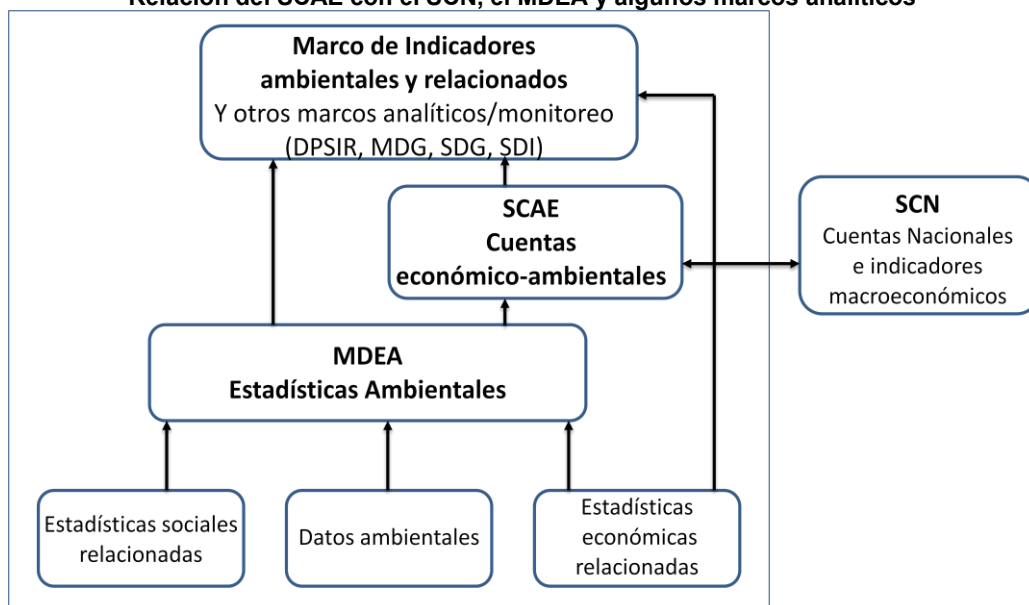 Relación del SCAE con el SCN, el MDEA y algunos marcos analíticos
Marco de Indicadores
ambientales y relacionados
Y otros marcos analíticos/monitoreo
(DPSIR, MDG, SDG, SDI)
SCAE
Cuentas
económico-ambientales
SCN
Cuentas Nacionales
e indicadores
macroeconómicos
MDEA
Estadísticas Ambientales
Estadísticas sociales
relacionadas
Datos ambientales
Estadísticas
económicas
relacionadas